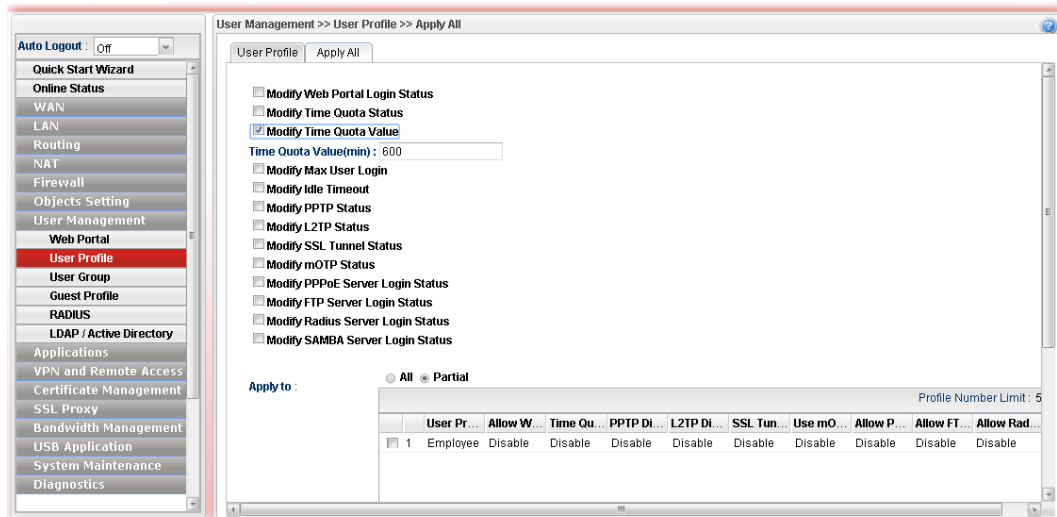 User Management >> User Profile >> Apply All
Auto Logout : Off
Quick Start Wizard
Online Status
WAN
LAN
Routing
NAT
Firewall
Objects Setting
User Management
Web Portal
User Profile
User Group
Guest Profile
RADIUS
LDAP / Active Directory
Applications
VPN and Remote Access
Certificate Management
SSL Proxy
Bandwidth Management
USB Application
System Maintenance
Diagnostics
User Profile Apply All
Modify Web Portal Login Status
Modify Time Quota Status
Modify Time Quota Value
Time Quota Value(min) : 600
Modify Max User Login
Modify Idle Timeout
Modify PPTP Status
Modify L2TP Status
Modify SSL Tunnel Status
Modify mOTP Status
Modify PPPoE Server Login Status
Modify FTP Server Login Status
Modify Radius Server Login Status
Modify SAMBA Server Login Status
Apply to : All Partial
Profile Number Limit : 5
User Pr... Allow W... Time Qu... PPTP Di... L2TP Di... SSL Tun... Use mO... Allow P... Allow FT... Allow Rad...
1 Employee Disable Disable Disable Disable Disable Disable Disable Disable Disable